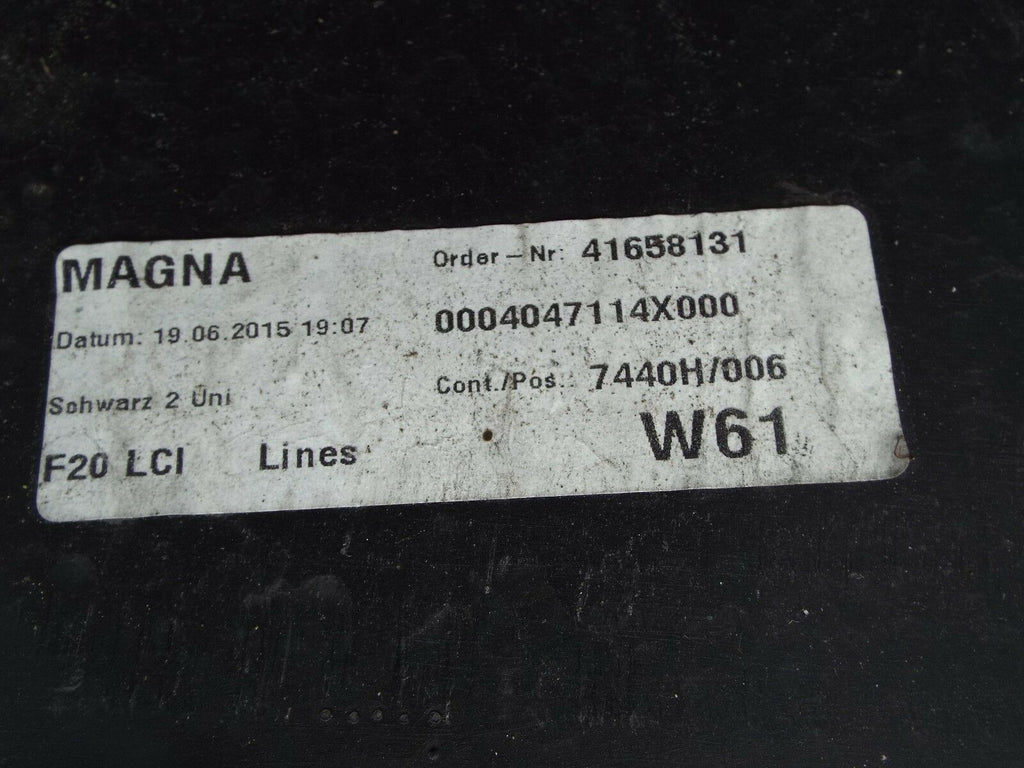 MAGNA
Order-Nr: 41658131
Datum: 19.06.2015 19:07
0004047114X000
Schwarz 2 Uni
Cont./Pos.: 7440H/006
F20 LCI Lines
W61